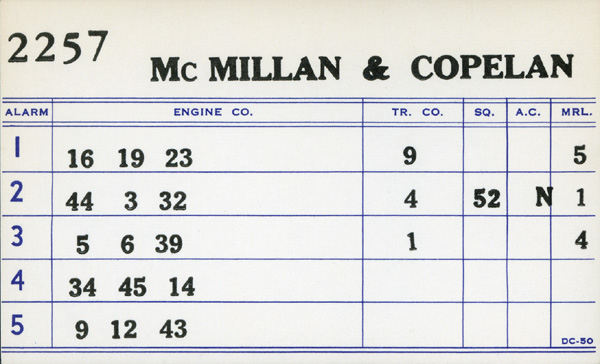 2257
Mc MILLAN & COPELAN
ALARM ENGINE CO. TR. CO. SQ. A.C. MRL.
1 16 19 23 9 5
2 44 3 32 4 52 N 1
3 5 6 39 1 4
4 34 45 14
5 9 12 43
DC-50